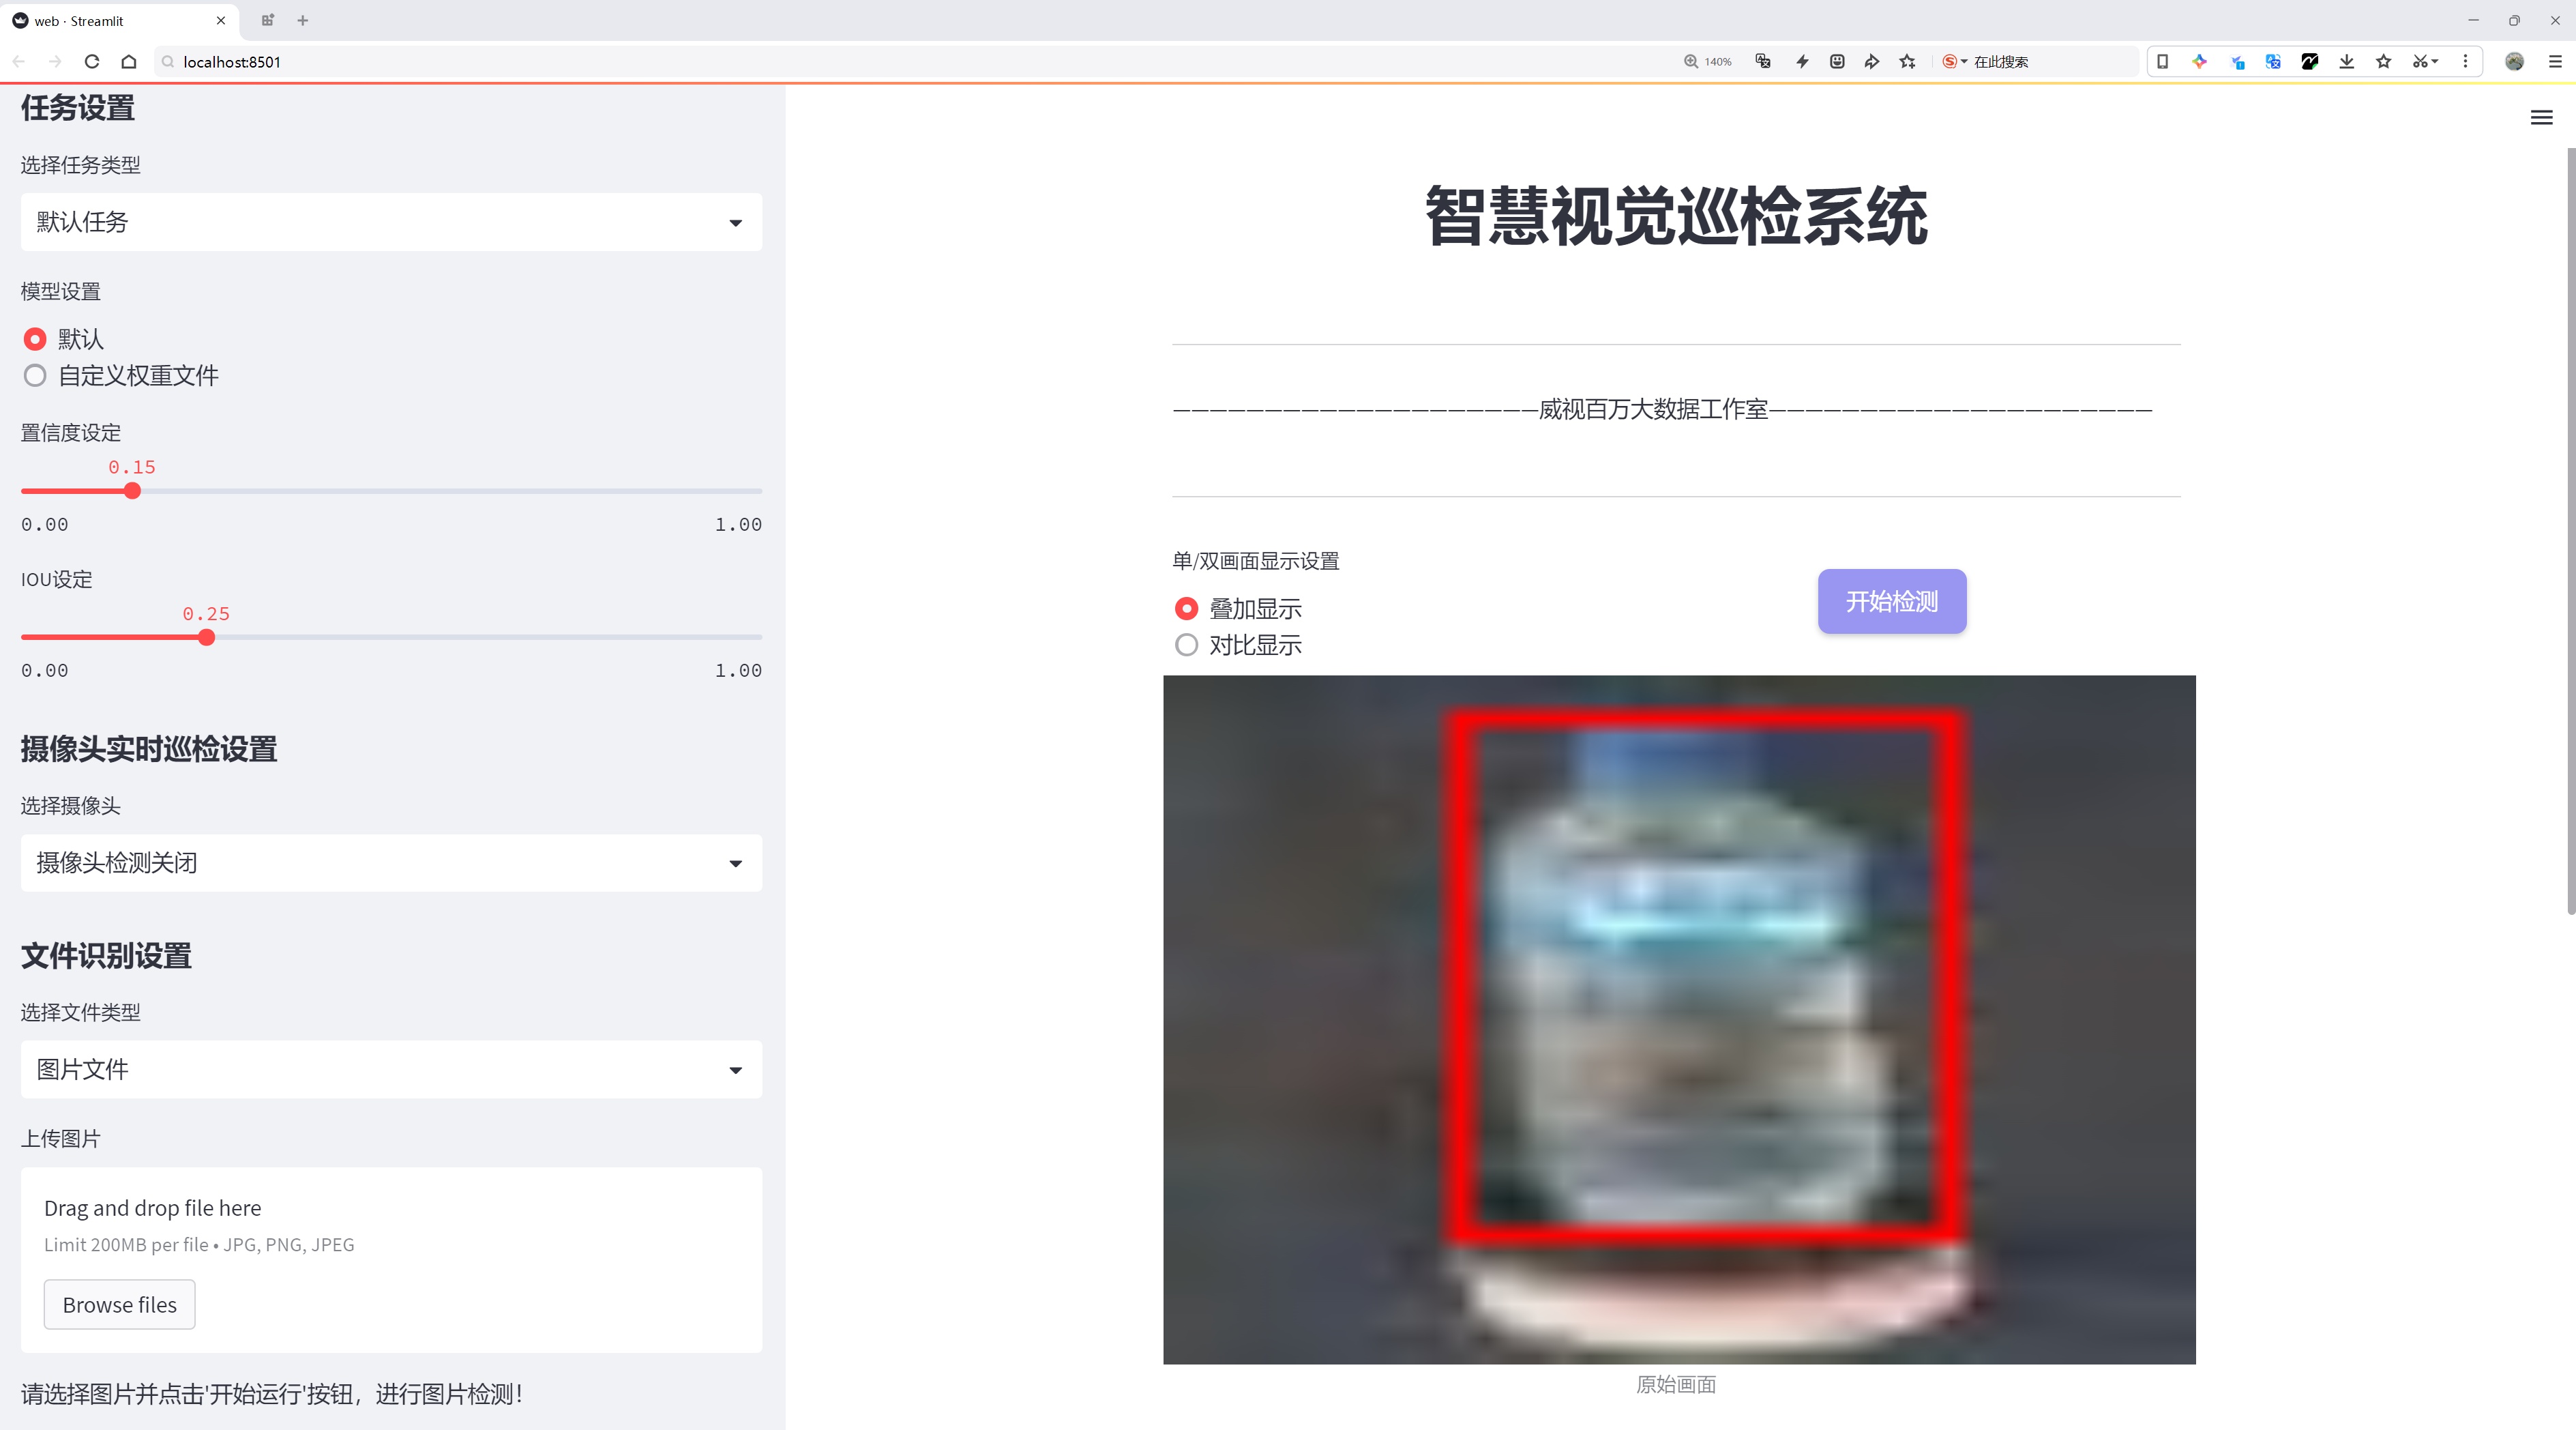 web · Streamlit
localhost:8501
140%
在此搜索
任务设置
选择任务类型
默认任务
模型设置
默认
自定义权重文件
置信度设定
0.15
0.00
1.00
IOU设定
0.25
0.00
1.00
摄像头实时巡检设置
选择摄像头
摄像头检测关闭
文件识别设置
选择文件类型
图片文件
上传图片
Drag and drop file here
Limit 200MB per file • JPG, PNG, JPEG
Browse files
请选择图片并点击'开始运行'按钮，进行图片检测！
智慧视觉巡检系统
————————————————————威视百万大数据工作室—————————————————————
单/双画面显示设置
叠加显示
对比显示
开始检测
原始画面